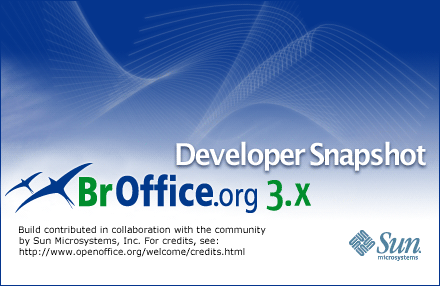 Developer Snapshot
BrOffice.org 3.x
Build contributed in collaboration with the community
by Sun Microsystems, Inc. For credits, see:
http://www.openoffice.org/welcome/credits.html
Sun
microsystems